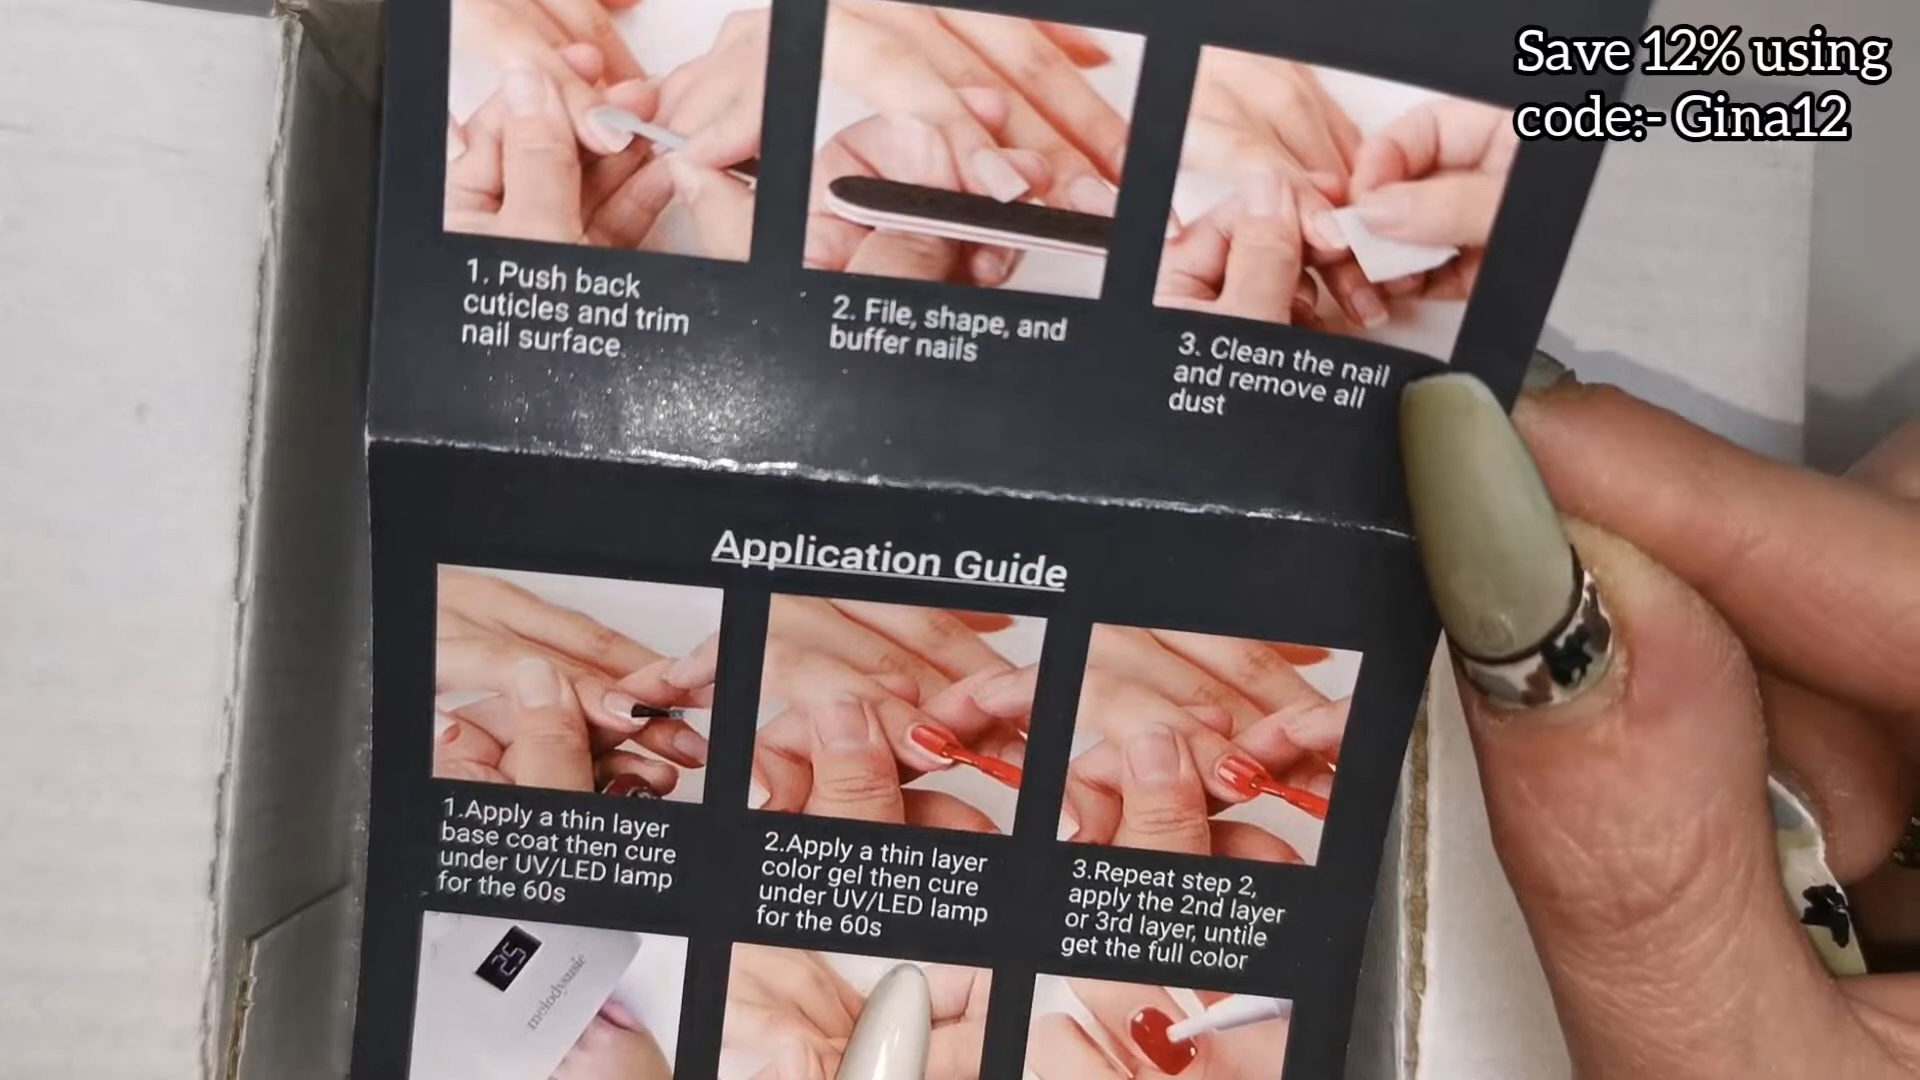 Save 12% using
code:- Gina12
1. Push back
cuticles and trim
nail surface
2. File, shape, and
buffer nails
3. Clean the nail
and remove all
dust
Application Guide
1.Apply a thin layer
base coat then cure
under UV/LED lamp
for the 60s
2.Apply a thin layer
color gel then cure
under UV/LED lamp
for the 60s
3.Repeat step 2,
apply the 2nd layer
or 3rd layer, untile
get the full color
25
melodysusie